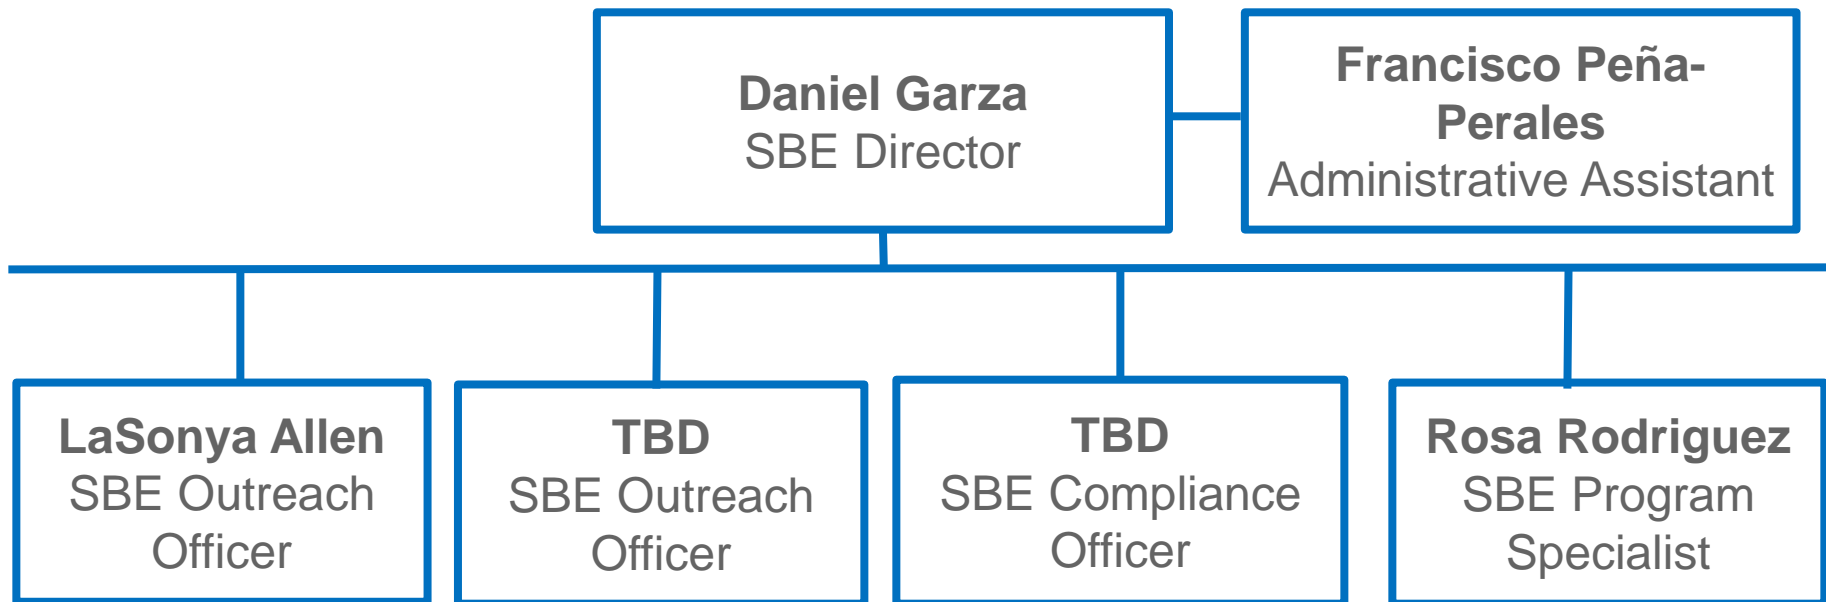 Daniel Garza
SBE Director
Francisco Peña-
Perales
Administrative Assistant
LaSonya Allen
SBE Outreach
Officer
TBD
SBE Outreach
Officer
TBD
SBE Compliance
Officer
Rosa Rodriguez
SBE Program
Specialist